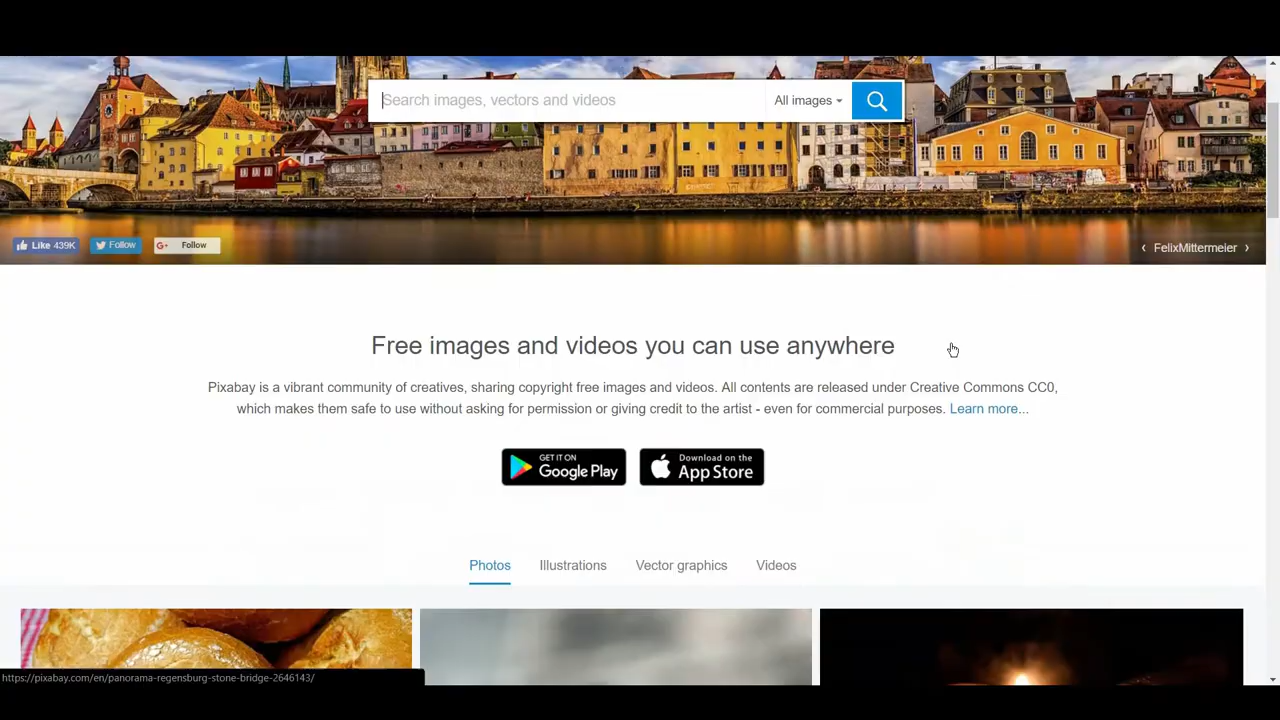 Search images, vectors and videos
All images
Like 439K
Follow
G+ Follow
‹ FelixMittermeier ›
Free images and videos you can use anywhere
Pixabay is a vibrant community of creatives, sharing copyright free images and videos. All contents are released under Creative Commons CC0,
which makes them safe to use without asking for permission or giving credit to the artist - even for commercial purposes. Learn more...
GET IT ON
Google Play
Download on the
App Store
Photos
Illustrations
Vector graphics
Videos
https://pixabay.com/en/panorama-regensburg-stone-bridge-2646143/